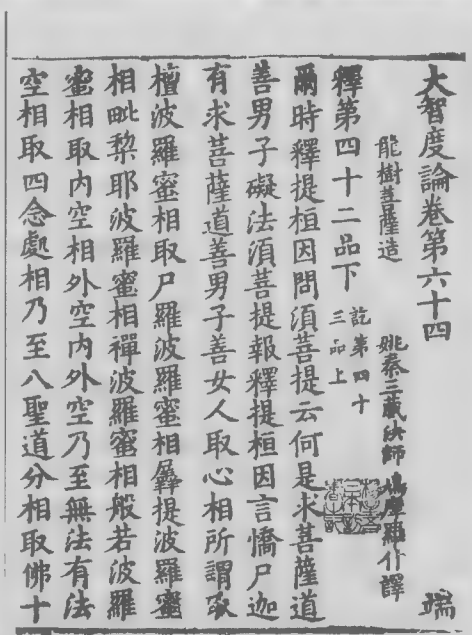 大智度論卷第六十四　端
龍樹菩薩造　姚秦三藏法師鳩摩羅什譯
釋第四十二品下　訖第四十三品上
爾時釋提桓因問須菩提云何是求菩薩道
善男子礙法須菩提報釋提桓因言憍尸迦
有求菩薩道善男子善女人取心相所謂取
檀波羅蜜相取尸羅波羅蜜相羼提波羅蜜
相毗棃耶波羅蜜相禪波羅蜜相般若波羅
蜜相取内空相外空内外空乃至無法有法
空相取四念處相乃至八聖道分相取佛十